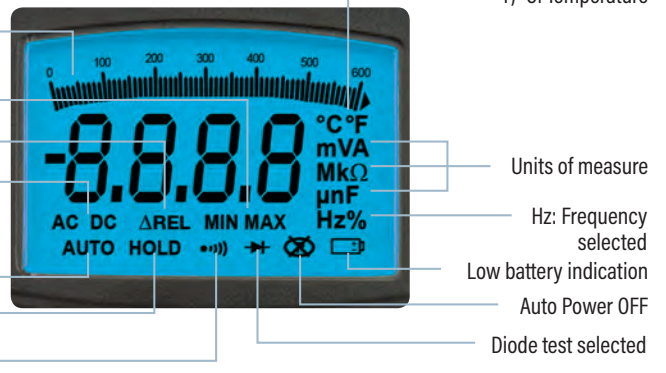 of Temperature
0 100 200 300 400 500 600
-8.8.8.8
°C°F
mVA
MkΩ
µnF
Hz%
AC DC ΔREL MIN MAX
AUTO HOLD
Units of measure
Hz: Frequency
selected
Low battery indication
Auto Power OFF
Diode test selected